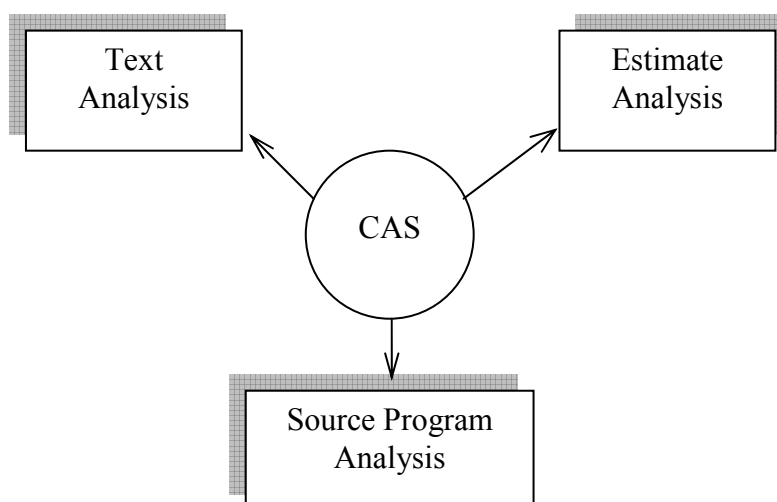 Text
Analysis
Estimate
Analysis
CAS
Source Program
Analysis